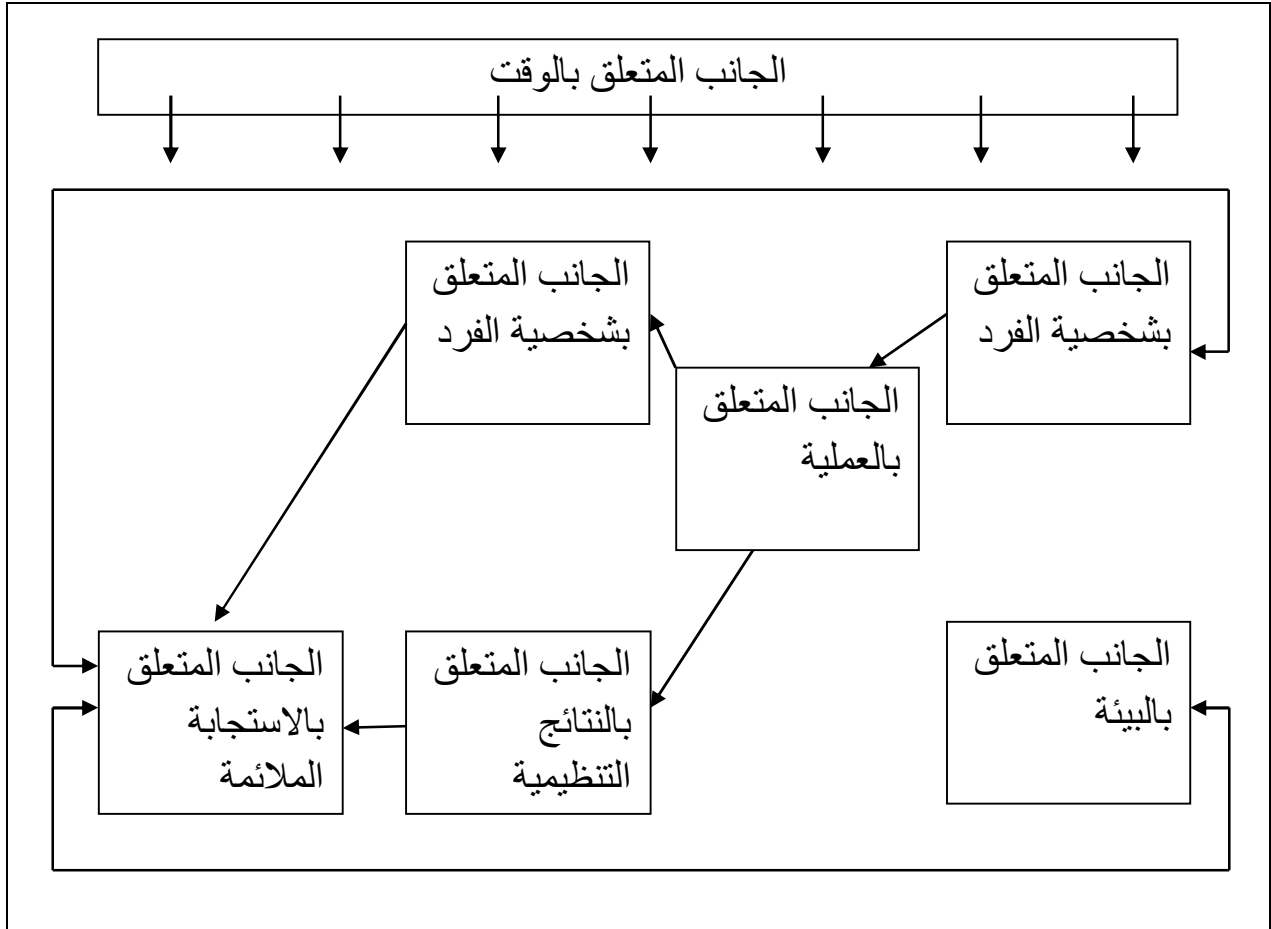 الجانب المتعلق بالوقت
الجانب المتعلق
بشخصية الفرد
الجانب المتعلق
بشخصية الفرد
الجانب المتعلق
بالعملية
الجانب المتعلق
بالبيئة
الجانب المتعلق
بالنتائج
التنظيمية
الجانب المتعلق
بالاستجابة
الملائمة